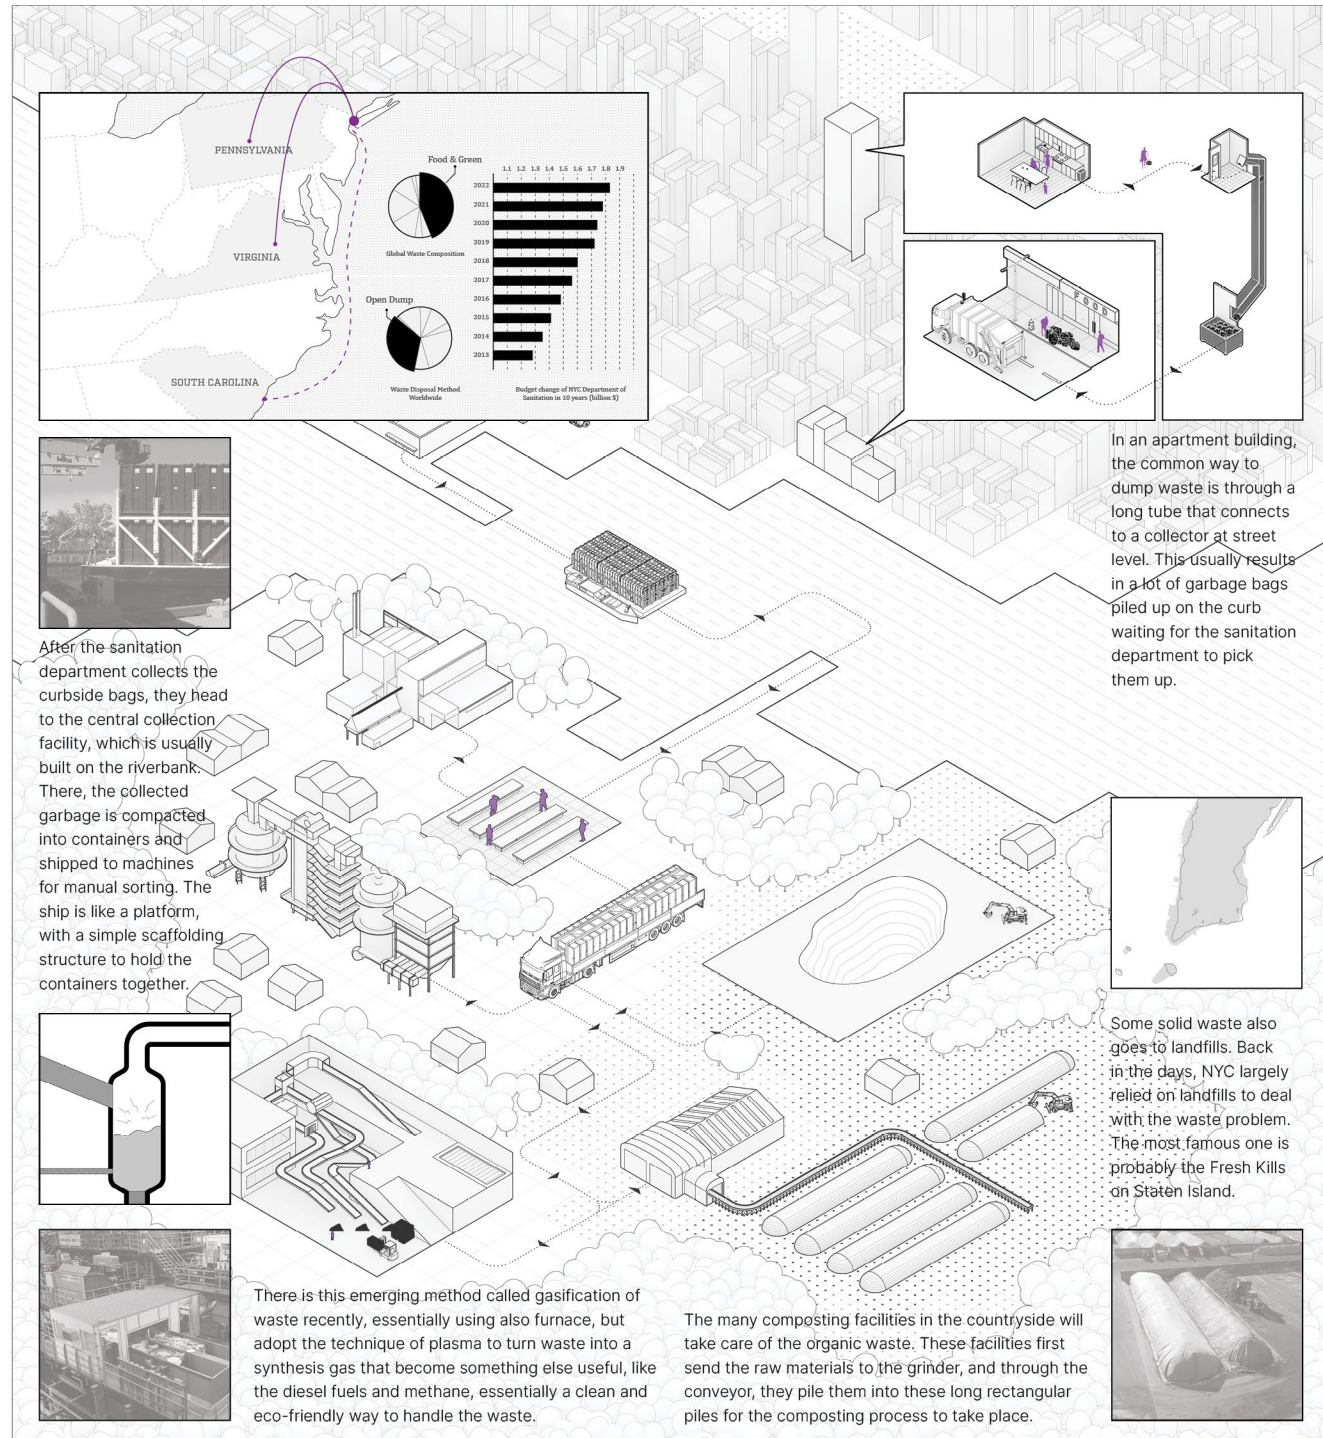 PENNSYLVANIA
VIRGINIA
SOUTH CAROLINA
Food & Green
Global Waste Composition
Open Dump
Waste Disposal Method
Worldwide
1.1 1.2 1.3 1.4 1.5 1.6 1.7 1.8 1.9
2022
2021
2020
2019
2018
2017
2016
2015
2014
2013
Budget change of NYC Department of
Sanitation in 10 years (billion $)
FOOD
In an apartment building,
the common way to
dump waste is through a
long tube that connects
to a collector at street
level. This usually results
in a lot of garbage bags
piled up on the curb
waiting for the sanitation
department to pick
them up.
After the sanitation
department collects the
curbside bags, they head
to the central collection
facility, which is usually
built on the riverbank.
There, the collected
garbage is compacted
into containers and
shipped to machines
for manual sorting. The
ship is like a platform,
with a simple scaffolding
structure to hold the
containers together.
Some solid waste also
goes to landfills. Back
in the days, NYC largely
relied on landfills to deal
with the waste problem.
The most famous one is
probably the Fresh Kills
on Staten Island.
There is this emerging method called gasification of
waste recently, essentially using also furnace, but
adopt the technique of plasma to turn waste into a
synthesis gas that become something else useful, like
the diesel fuels and methane, essentially a clean and
eco-friendly way to handle the waste.
The many composting facilities in the countryside will
take care of the organic waste. These facilities first
send the raw materials to the grinder, and through the
conveyor, they pile them into these long rectangular
piles for the composting process to take place.